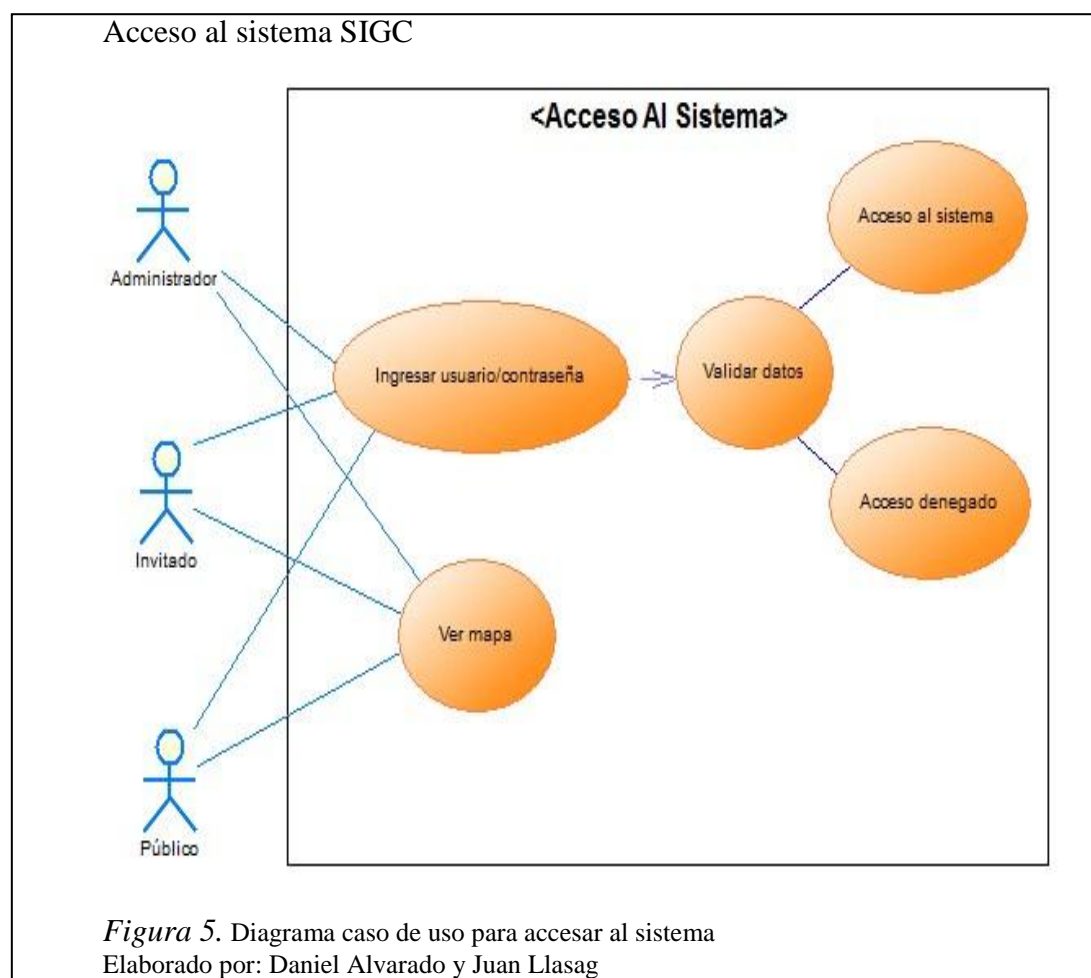 Acceso al sistema SIGC
<Acceso Al Sistema>
Acceso al sistema
Administrador
Ingresar usuario/contraseña
Validar datos
Acceso denegado
Invitado
Ver mapa
Público
Figura 5. Diagrama caso de uso para accesar al sistema
Elaborado por: Daniel Alvarado y Juan Llasag